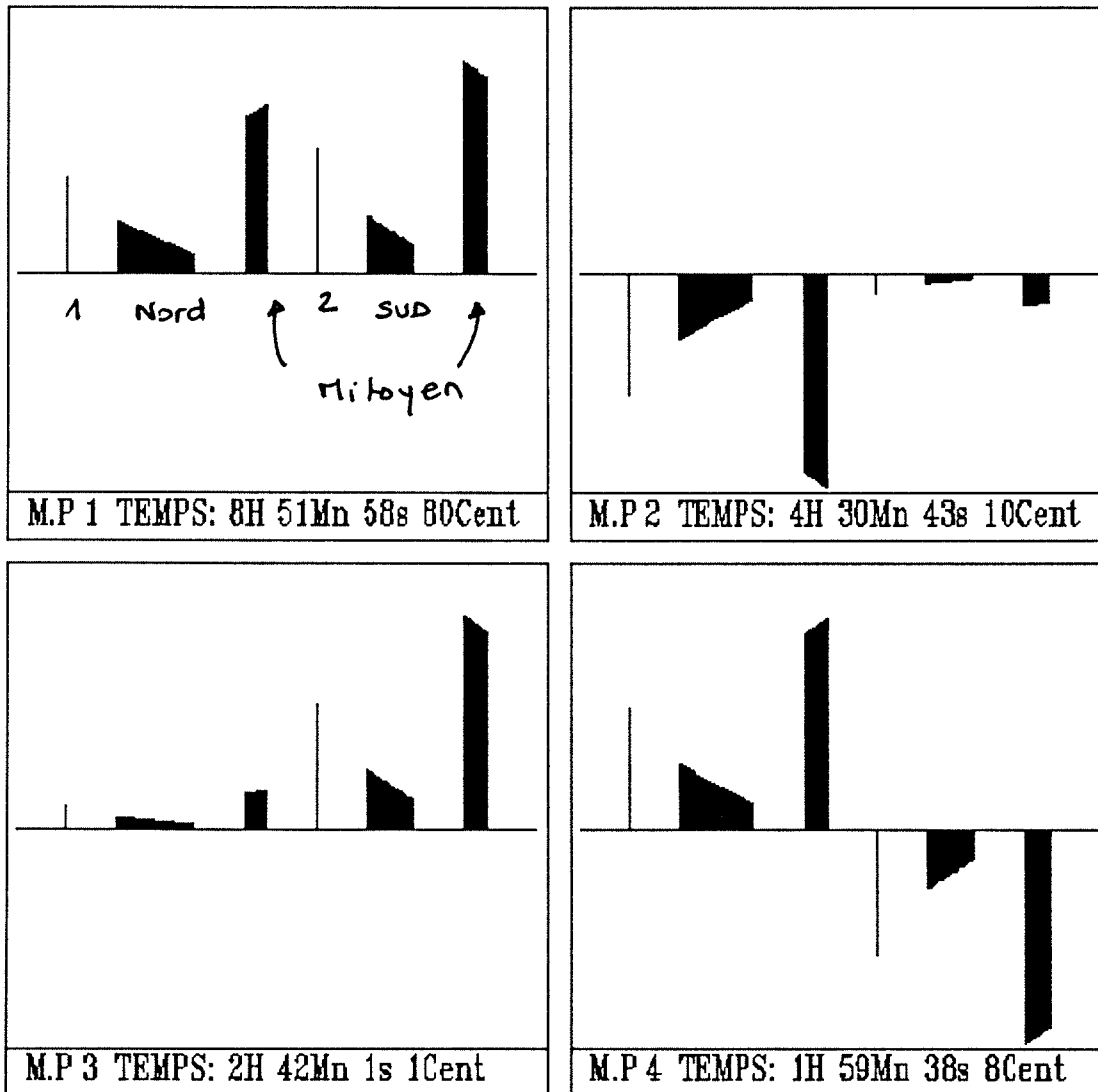 1 Nord 2 SUD
Mitoyen
M.P 1 TEMPS: 8H 51Mn 58s 80Cent
M.P 2 TEMPS: 4H 30Mn 43s 10Cent
M.P 3 TEMPS: 2H 42Mn 1s 1Cent
M.P 4 TEMPS: 1H 59Mn 38s 8Cent